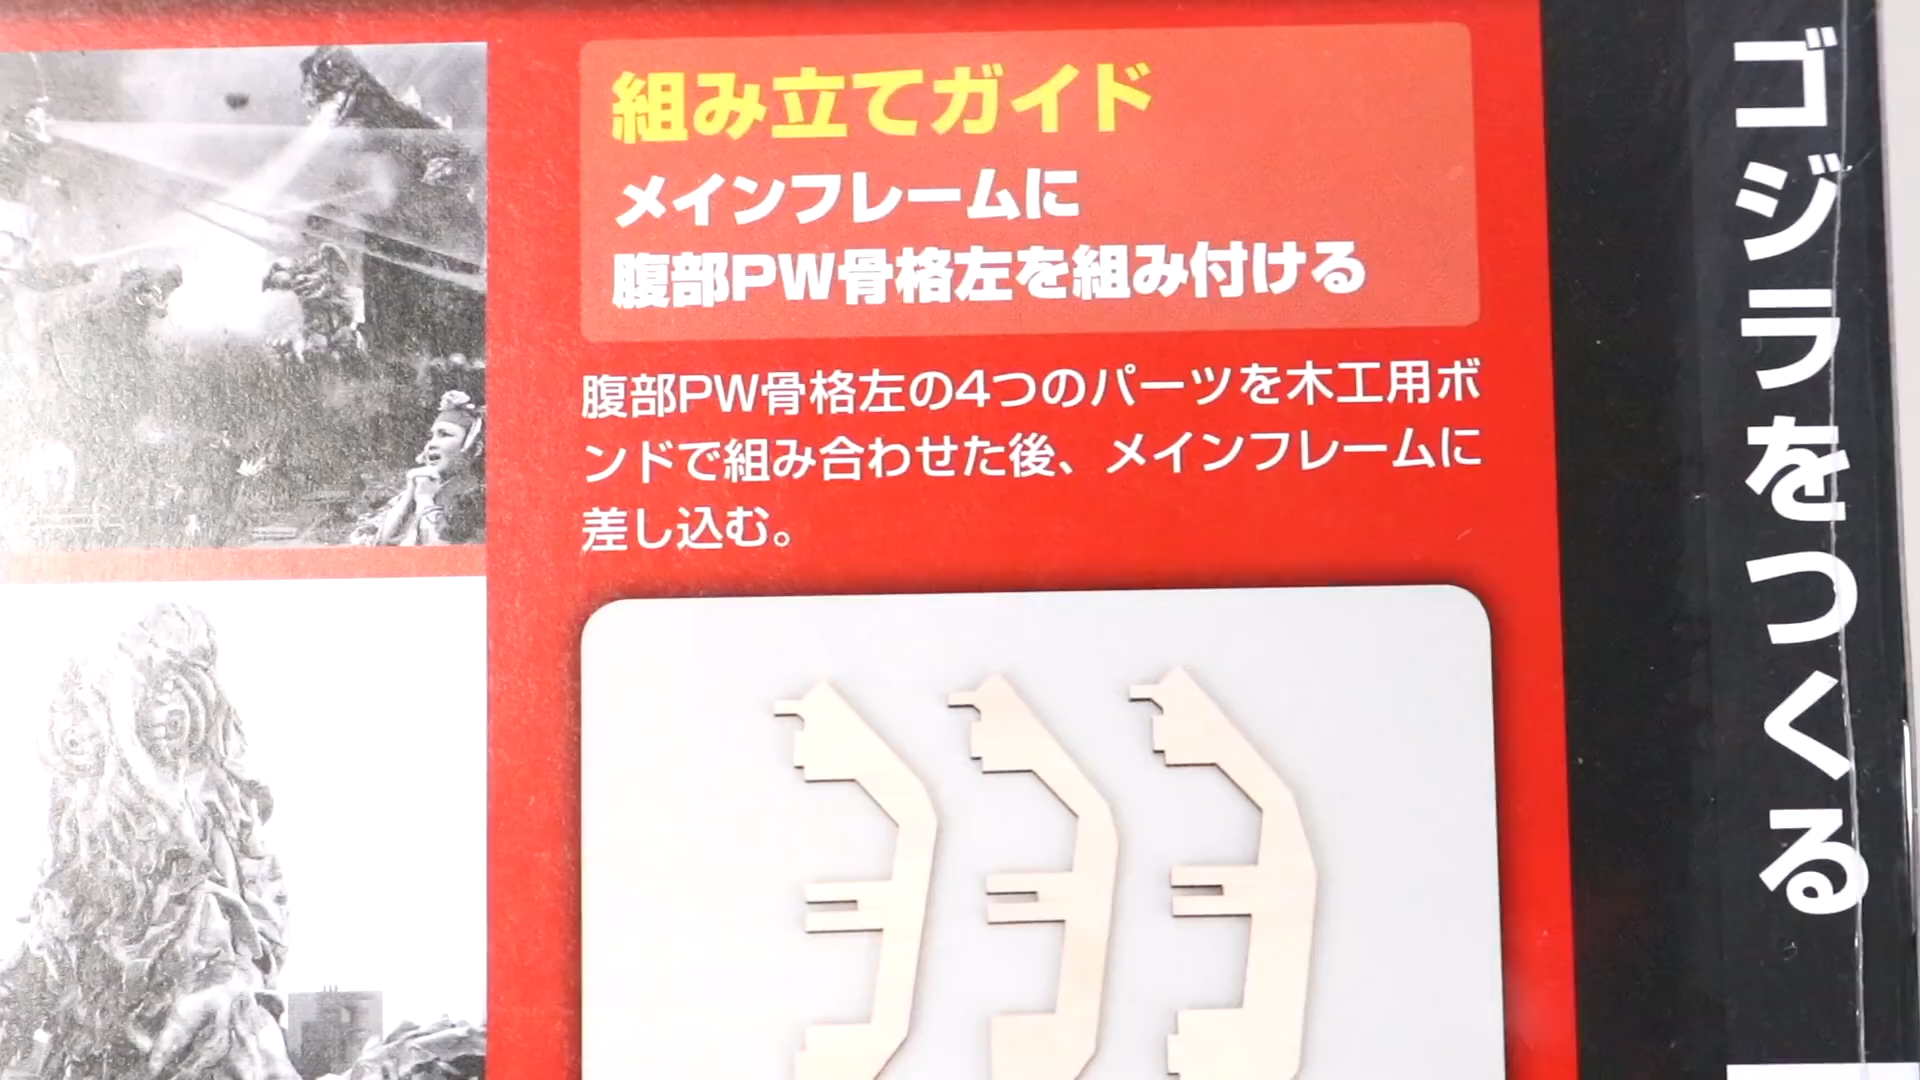 組み立てガイド
メインフレームに
腹部PW骨格左を組み付ける
腹部PW骨格左の4つのパーツを木工用ボ
ンドで組み合わせた後、メインフレームに
差し込む。
ゴジラをつくる